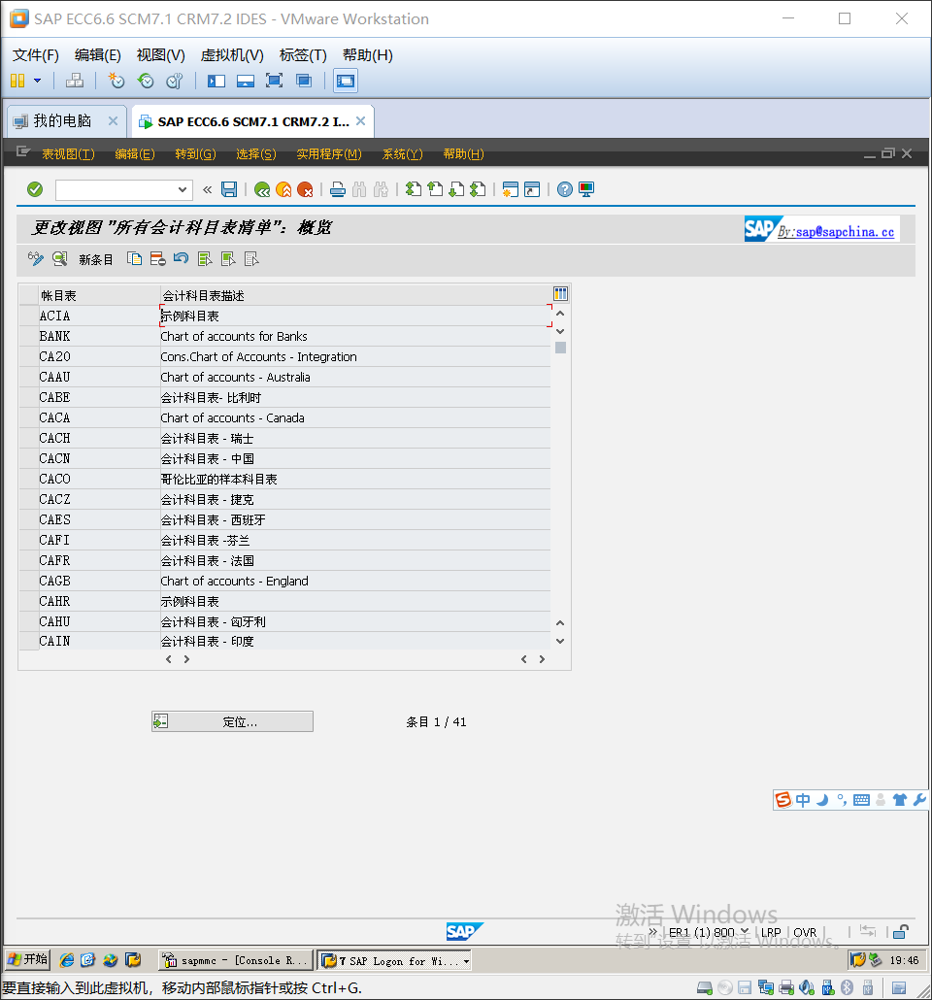 SAP ECC6.6 SCM7.1 CRM7.2 IDES - VMware Workstation
文件(F) 编辑(E) 视图(V) 虚拟机(V) 标签(T) 帮助(H)
我的电脑 SAP ECC6.6 SCM7.1 CRM7.2 I...
表视图(T) 编辑(E) 转到(G) 选择(S) 实用程序(M) 系统(Y) 帮助(H)
更改视图 "所有会计科目表清单": 概览
SAP By:sap@sapchina.cc
新条目
帐目表 会计科目表描述
ACIA 示例科目表
BANK Chart of accounts for Banks
CA20 Cons.Chart of Accounts - Integration
CAAU Chart of accounts - Australia
CABE 会计科目表- 比利时
CACA Chart of accounts - Canada
CACH 会计科目表 - 瑞士
CACN 会计科目表 - 中国
CACO 哥伦比亚的样本科目表
CACZ 会计科目表 - 捷克
CAES 会计科目表 - 西班牙
CAFI 会计科目表 -芬兰
CAFR 会计科目表 - 法国
CAGB Chart of accounts - England
CAHR 示例科目表
CAHU 会计科目表 - 匈牙利
CAIN 会计科目表 - 印度
定位... 条目 1 / 41
中
激活 Windows
SAP ER1 (1) 800 LRP OVR
转到"设置"以激活 Windows。
开始 sapmmc - [Console R... 7 SAP Logon for Wi... 19:46
要直接输入到此虚拟机，移动内部鼠标指针或按 Ctrl+G.